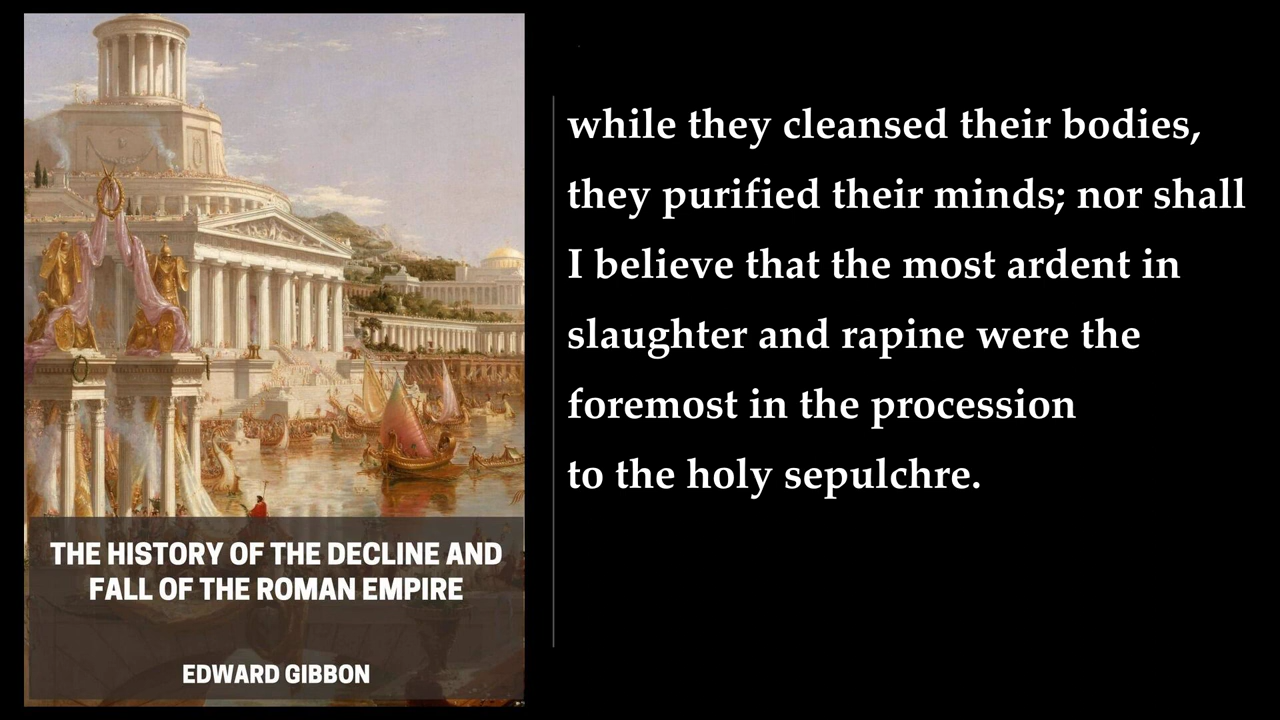 THE HISTORY OF THE DECLINE AND
FALL OF THE ROMAN EMPIRE
EDWARD GIBBON
while they cleansed their bodies,
they purified their minds; nor shall
I believe that the most ardent in
slaughter and rapine were the
foremost in the procession
to the holy sepulchre.